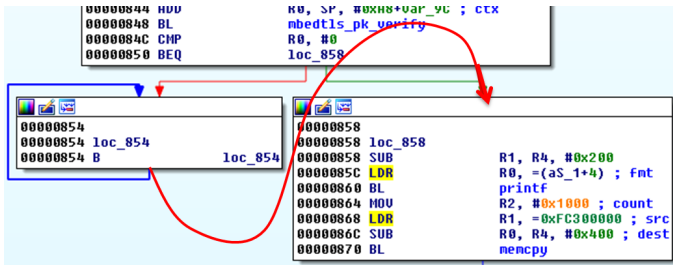 00000844 ADD R0, SP, #0xA8+var_9C ; ctx
00000848 BL mbedtls_pk_verify
0000084C CMP R0, #0
00000850 BEQ loc_858
00000854
00000854 loc_854
00000854 B loc_854
00000858
00000858 loc_858
00000858 SUB R1, R4, #0x200
0000085C LDR R0, =(aS_1+4) ; fmt
00000860 BL printf
00000864 MOV R2, #0x1000 ; count
00000868 LDR R1, =0xFC300000 ; src
0000086C SUB R0, R4, #0x400 ; dest
00000870 BL memcpy